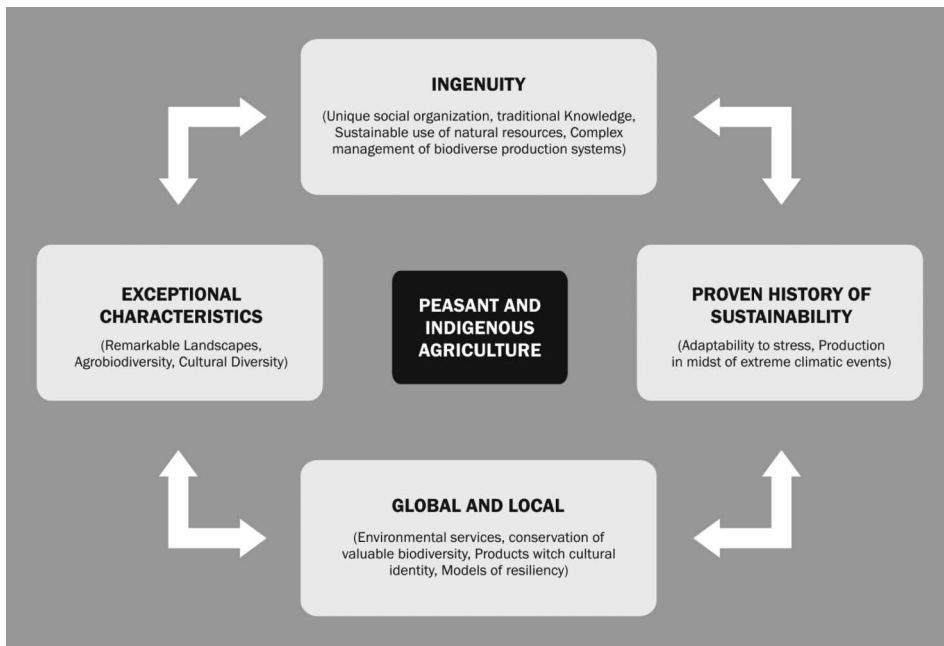 INGENUITY
(Unique social organization, traditional Knowledge,
Sustainable use of natural resources, Complex
management of biodiverse production systems)
EXCEPTIONAL
CHARACTERISTICS
(Remarkable Landscapes,
Agrobiodiversity, Cultural Diversity)
PEASANT AND
INDIGENOUS
AGRICULTURE
PROVEN HISTORY OF
SUSTAINABILITY
(Adaptability to stress, Production
in midst of extreme climatic events)
GLOBAL AND LOCAL
(Environmental services, conservation of
valuable biodiversity, Products witch cultural
identity, Models of resiliency)